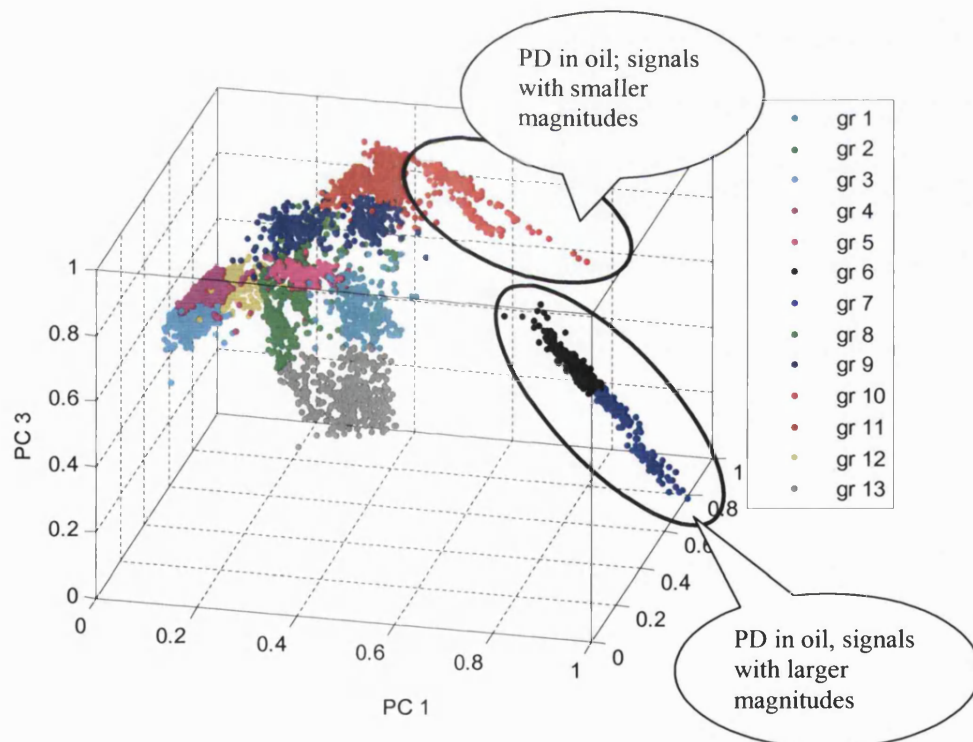 PD in oil; signals
with smaller
magnitudes
gr 1
gr 2
gr 3
gr 4
gr 5
gr 6
gr 7
gr 8
gr 9
gr 10
gr 11
gr 12
gr 13
1
0.8
0.6
0.4
0.2
0
PC 3
0
0.2
0.4
0.6
0.8
1
PC 1
0
0.2
0.4
0.6
0.8
1
PD in oil, signals
with larger
magnitudes